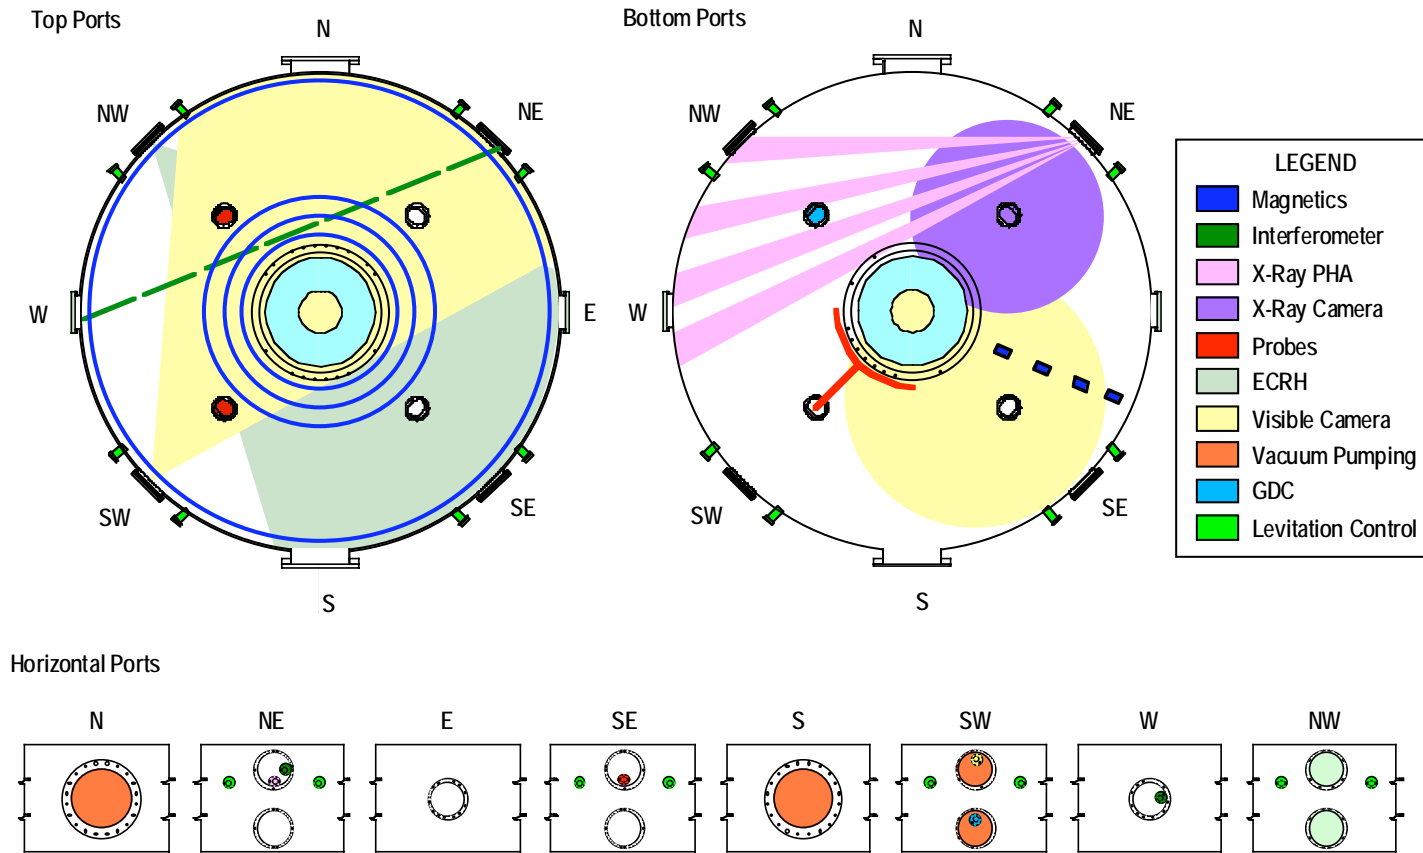 Top Ports
Bottom Ports
N
N
NW
NE
NW
NE
LEGEND
Magnetics
Interferometer
X-Ray PHA
X-Ray Camera
Probes
ECRH
Visible Camera
Vacuum Pumping
GDC
Levitation Control
W
E
W
E
SW
SE
SW
SE
S
S
Horizontal Ports
N
NE
E
SE
S
SW
W
NW